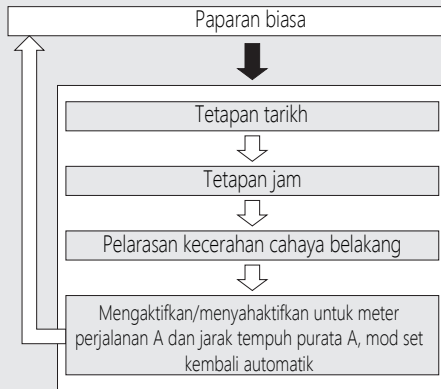 Paparan biasa
Tetapan tarikh
Tetapan jam
Pelarasan kecerahan cahaya belakang
Mengaktifkan/menyahaktifkan untuk meter
perjalanan A dan jarak tempuh purata A, mod set
kembali automatik